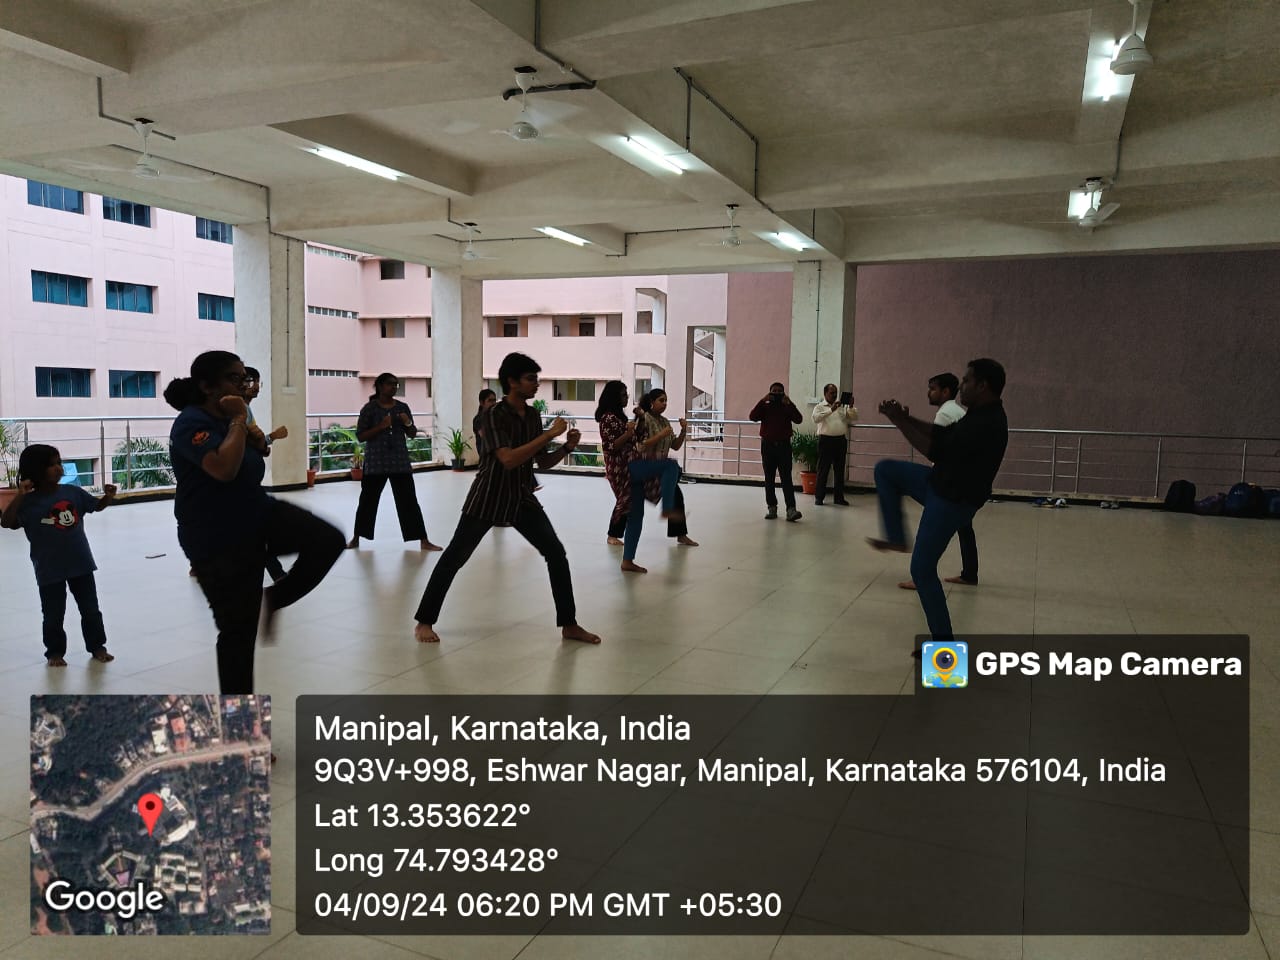 GPS Map Camera
Manipal, Karnataka, India
9Q3V+998, Eshwar Nagar, Manipal, Karnataka 576104, India
Lat 13.353622°
Long 74.793428°
04/09/24 06:20 PM GMT +05:30
Google